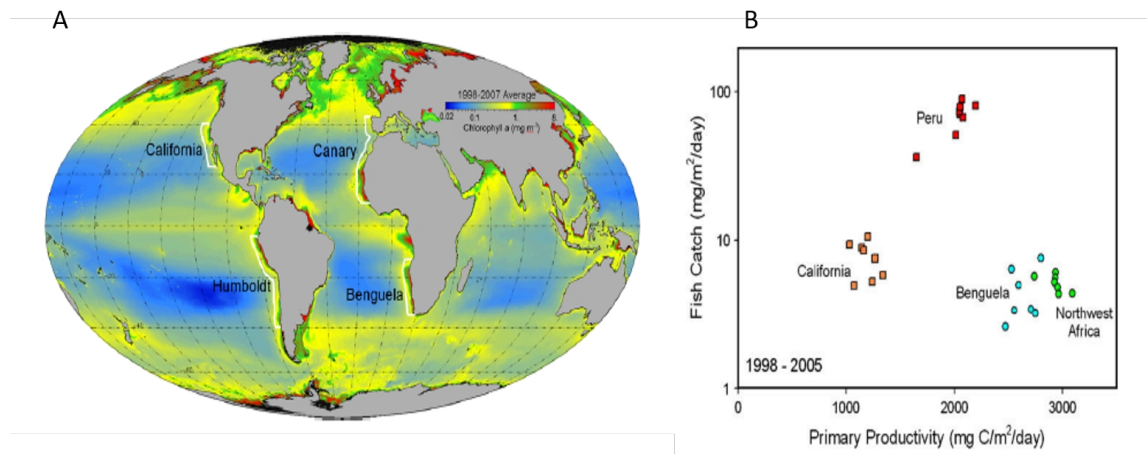 A
1998-2007 Average
0.02 0.1 1 5
Chlorophyll a (mg m-3)
California
Canary
Humboldt
Benguela
B
Fish Catch (mg/m2/day)
100
10
1
Peru
California
Benguela
Northwest
Africa
1998 - 2005
0 1000 2000 3000
Primary Productivity (mg C/m2/day)